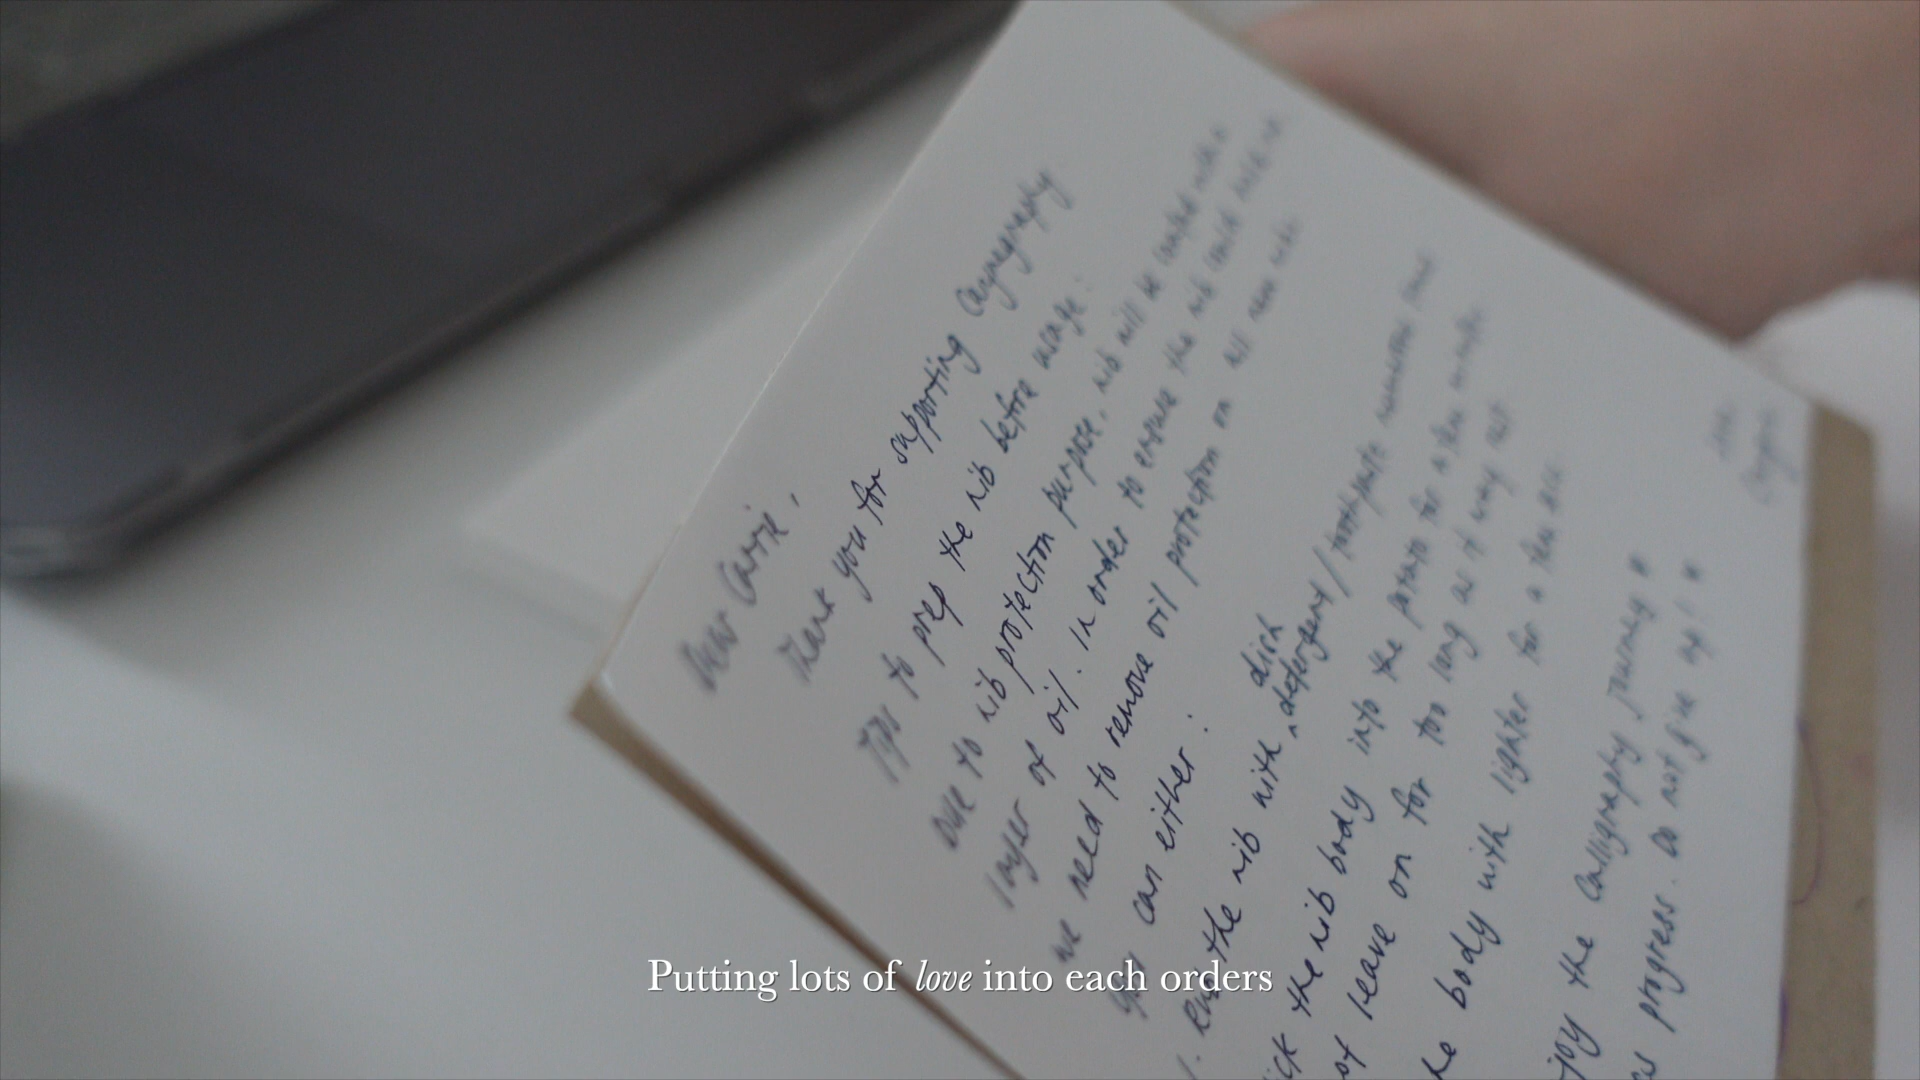 Dear Carrie,
Thank you for supporting
Tips to prep the nib before usage:
Due to nib protection purpose, nib will be coated with a
layer of oil. In order to ensure the nib could hold ink
we need to remove oil protection on all new nibs
You can either:
1. Rub the nib with dish detergent / toothpaste
ick the nib body into the potato for a few minutes
ot leave on for too long as it may rust
he body with lighter for a few sec
joy the calligraphy journey
progress. Do not give up!
Putting lots of love into each orders